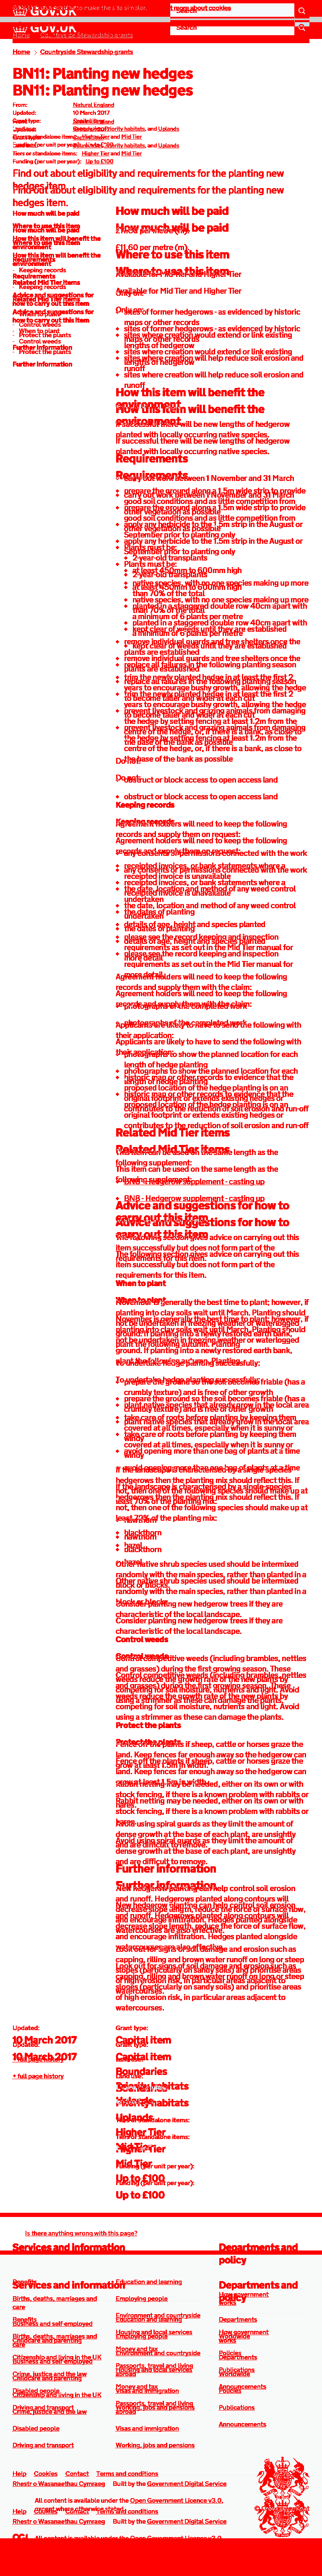 GOV.UK
Search
Home > Countryside Stewardship grants
BN11: Planting new hedges
From: Natural England
Updated: 10 March 2017
Grant type: Capital item
Land use: Boundaries, Priority habitats, and Uplands
Tiers or standalone items: Higher Tier and Mid Tier
Funding (per unit per year): Up to £100
Find out about eligibility and requirements for the planting new
hedges item.
How much will be paid
Where to use this item
How this item will benefit the
environment
Requirements
Keeping records
Related Mid Tier items
Advice and suggestions for
how to carry out this item
When to plant
Control weeds
Protect the plants
Further information
How much will be paid
£11.60 per metre (m).
Where to use this item
Available for Mid Tier and Higher Tier
Only on:
sites of former hedgerows - as evidenced by historic
maps or other records
sites where creation would extend or link existing
lengths of hedgerow
sites where creation will help reduce soil erosion and
runoff
How this item will benefit the
environment
If successful there will be new lengths of hedgerow
planted with locally occurring native species.
Requirements
carry out work between 1 November and 31 March
prepare the ground along a 1.5m wide strip to provide
good soil conditions and as little competition from
other vegetation as possible
apply any herbicide to the 1.5m strip in the August or
September prior to planting only
Plants must be:
2-year-old transplants
at least 450mm to 600mm high
native species, with no one species making up more
than 70% of the total
planted in a staggered double row 40cm apart with
a minimum of 6 plants per metre
kept clear of weeds until they are established
remove individual guards and tree shelters once the
plants are established
replace all failures in the following planting season
trim the newly planted hedge in at least the first 2
years to encourage bushy growth, allowing the hedge
to become taller and wider at each cut
prevent livestock and grazing animals from damaging
the hedge by setting fencing at least 1.2m from the
centre of the hedge, or, if there is a bank, as close to
the base of the bank as possible
Do not:
obstruct or block access to open access land
Keeping records
Agreement holders will need to keep the following
records and supply them on request:
any consents or permissions connected with the work
receipted invoices, or bank statements where a
receipted invoice is unavailable
the date, location and method of any weed control
undertaken
the dates of planting
details of age, height and species planted
please see the record keeping and inspection
requirements as set out in the Mid Tier manual for
more detail
Agreement holders will need to keep the following
records and supply them with the claim:
photographs of the completed work
Applicants are likely to have to send the following with
their application:
photographs to show the planned location for each
length of hedge planting
historic map or other records to evidence that the
proposed location of the hedge planting is on an
original footprint or extends existing hedges or
contributes to the reduction of soil erosion and run-off
Related Mid Tier items
This item can be used on the same length as the
following supplement:
BN8 - Hedgerow supplement - casting up
Advice and suggestions for how to
carry out this item
The following section gives advice on carrying out this
item successfully but does not form part of the
requirements for this item.
When to plant
November is generally the best time to plant; however, if
planting into clay soils wait until March. Planting should
not be undertaken in freezing weather or waterlogged
ground. If planting into a newly restored earth bank,
plant the following autumn. Planting
To undertake hedge planting successfully:
prepare the ground so the soil becomes friable (has a
crumbly texture) and is free of other growth
plant native species that already grow in the local area
take care of roots before planting by keeping them
covered at all times, especially when it is sunny or
windy
avoid opening more than one bag of plants at a time
If the landscape is characterised by a single-species
hedgerows then the planting mix should reflect this. If
not, then one of the following species should make up at
least 70% of the planting mix:
hawthorn
blackthorn
hazel
Other native shrub species used should be intermixed
randomly with the main species, rather than planted in a
block or blocks.
Consider planting new hedgerow trees if they are
characteristic of the local landscape.
Control weeds
Control competitive weeds (including brambles, nettles
and grasses) during the first growing season. These
weeds reduce the growth rate of the new plants by
competing for soil moisture, nutrients and light. Avoid
using a strimmer as these can damage the plants.
Protect the plants
Fence off the plants if sheep, cattle or horses graze the
land. Keep fences far enough away so the hedgerow can
grow at least 1.5m in width.
Rabbit netting may be needed, either on its own or with
stock fencing, if there is a known problem with rabbits or
hares.
Avoid using spiral guards as they limit the amount of
dense growth at the base of each plant, are unsightly
and are difficult to remove.
Further information
New hedgerow planting can help control soil erosion
and runoff. Hedgerows planted along contours will
decrease slope length, reduce the force of surface flow,
and encourage infiltration. Hedges planted alongside
watercourses are also effective.
Look out for signs of soil damage and erosion such as
capping, rilling and brown water runoff on long or steep
slopes (particularly on sandy soils) and prioritise areas
of high erosion risk, in particular areas adjacent to
watercourses.
Updated:
10 March 2017
+ full page history
Grant type:
Capital item
Land use:
Boundaries
Priority habitats
Uplands
Tiers or standalone items:
Higher Tier
Mid Tier
Funding (per unit per year):
Up to £100
Is there anything wrong with this page?
Services and information
Benefits
Births, deaths, marriages and
care
Business and self employed
Childcare and parenting
Citizenship and living in the UK
Crime, justice and the law
Disabled people
Driving and transport
Education and learning
Employing people
Environment and countryside
Housing and local services
Money and tax
Passports, travel and living
abroad
Visas and immigration
Working, jobs and pensions
Departments and
policy
How government
works
Departments
Worldwide
Policies
Publications
Announcements
Help Cookies Contact Terms and conditions
Rhestr o Wasanaethau Cymraeg Built by the Government Digital Service
All content is available under the Open Government Licence v3.0,
except where otherwise stated